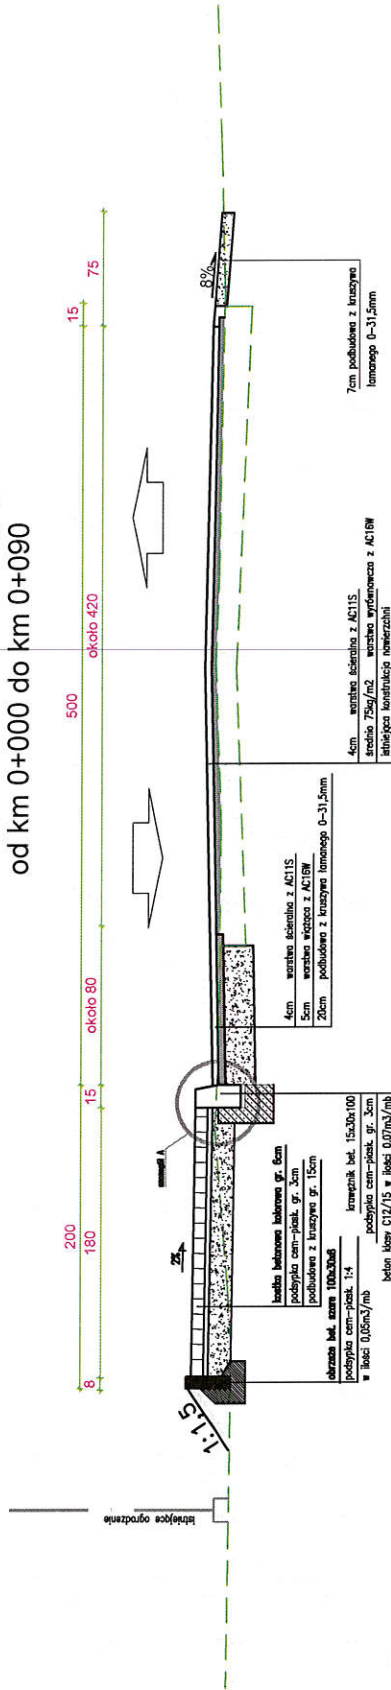 od km 0+000 do km 0+090
200
15
500
15
75
8
180
około 80
około 420
istniejące ogrodzenie
1:1,5
2%
szczegół A
8%
kostka betonowa kolorowa gr. 6cm
podsypka cem-piask. gr. 3cm
podbudowa z kruszywa gr. 15cm
obrzeże bet. szare 100x30x8
podsypka cem-piask. 1:4
w ilości 0,05m3/mb
krawężnik bet. 15x30x100
podsypka cem-piask. gr. 3cm
beton klasy C12/15 w ilości 0,07m3/mb
4cm warstwa ścieralna z AC11S
5cm warstwa wiążąca z AC16W
20cm podbudowa z kruszywa łamanego 0-31,5mm
4cm warstwa ścieralna z AC11S
średnio 75kg/m2 warstwa wyrównawcza z AC16W
istniejąca konstrukcja nawierzchni
7cm podbudowa z kruszywa
łamanego 0-31,5mm